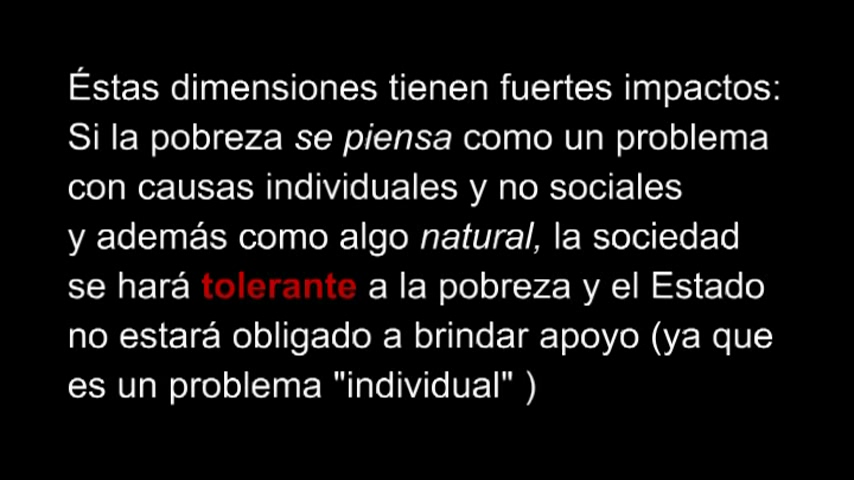 Éstas dimensiones tienen fuertes impactos:
Si la pobreza se piensa como un problema
con causas individuales y no sociales
y además como algo natural, la sociedad
se hará tolerante a la pobreza y el Estado
no estará obligado a brindar apoyo (ya que
es un problema "individual" )